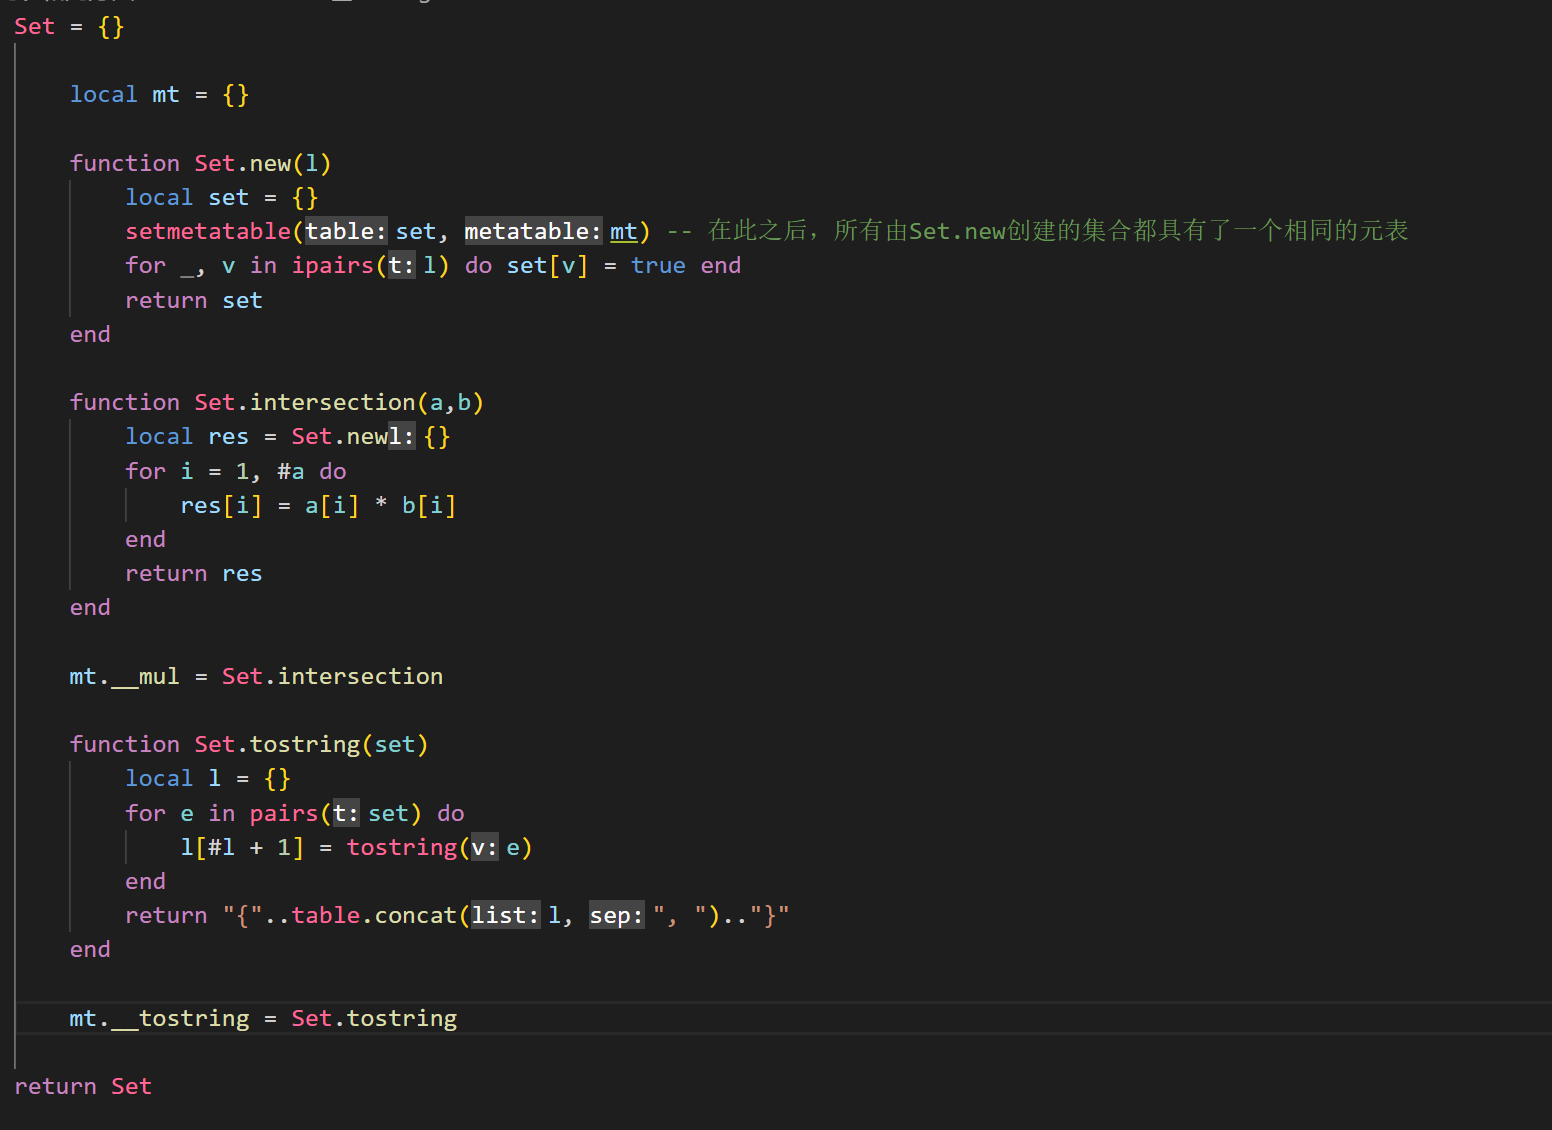 Set = {}
local mt = {}
function Set.new(l)
local set = {}
setmetatable(table: set, metatable: mt) -- 在此之后，所有由Set.new创建的集合都具有了一个相同的元表
for _, v in ipairs(t: l) do set[v] = true end
return set
end
function Set.intersection(a,b)
local res = Set.newl: {}
for i = 1, #a do
res[i] = a[i] * b[i]
end
return res
end
mt.__mul = Set.intersection
function Set.tostring(set)
local l = {}
for e in pairs(t: set) do
l[#l + 1] = tostring(v: e)
end
return "{"..table.concat(list: l, sep: ", ").."}"
end
mt.__tostring = Set.tostring
return Set